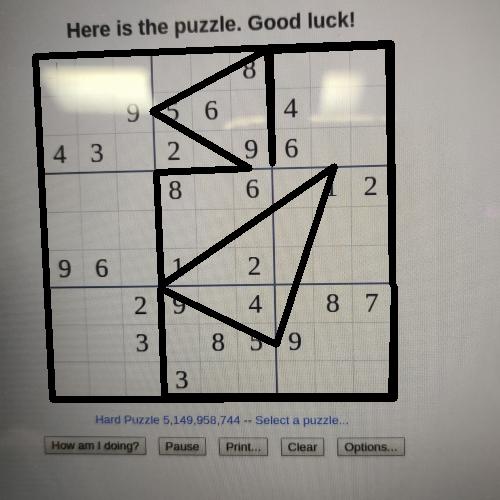 Here is the puzzle. Good luck!
8
9 5 6 4
4 3 2 9 6
8 6 1 2
9 6 1 2
2 9 4 8 7
3 8 5 9
3
Hard Puzzle 5,149,958,744 -- Select a puzzle...
How am I doing? Pause Print... Clear Options...